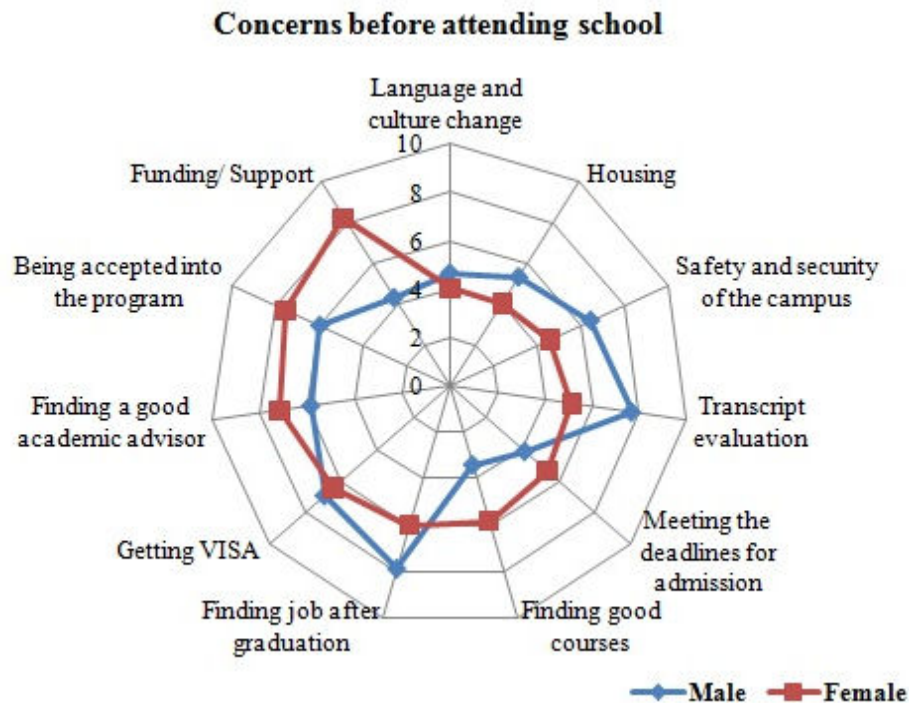 Concerns before attending school
Language and
culture change
10
8
6
4
2
0
Housing
Safety and security
of the campus
Transcript
evaluation
Meeting the
deadlines for
admission
Finding good
courses
Finding job after
graduation
Getting VISA
Finding a good
academic advisor
Being accepted into
the program
Funding/ Support
Male
Female